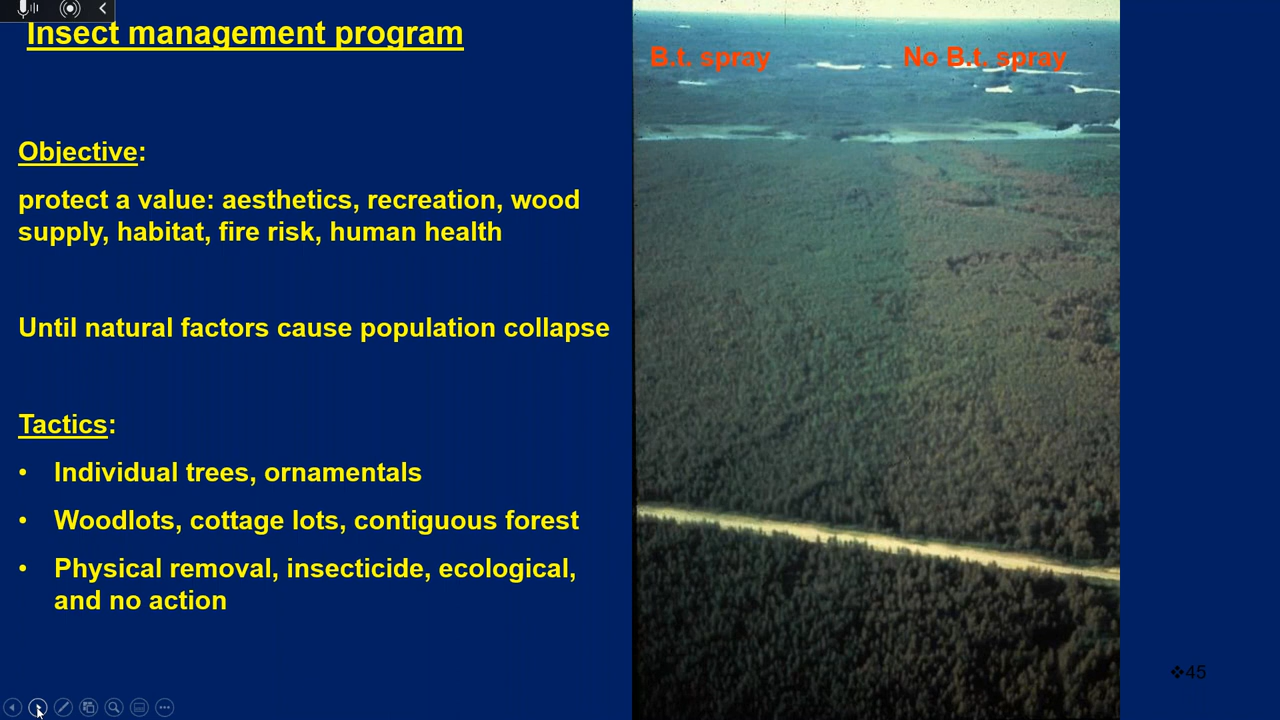 Insect management program
B.t. spray
No B.t. spray
Objective:
protect a value: aesthetics, recreation, wood
supply, habitat, fire risk, human health
Until natural factors cause population collapse
Tactics:
• Individual trees, ornamentals
• Woodlots, cottage lots, contiguous forest
• Physical removal, insecticide, ecological,
and no action
❖45